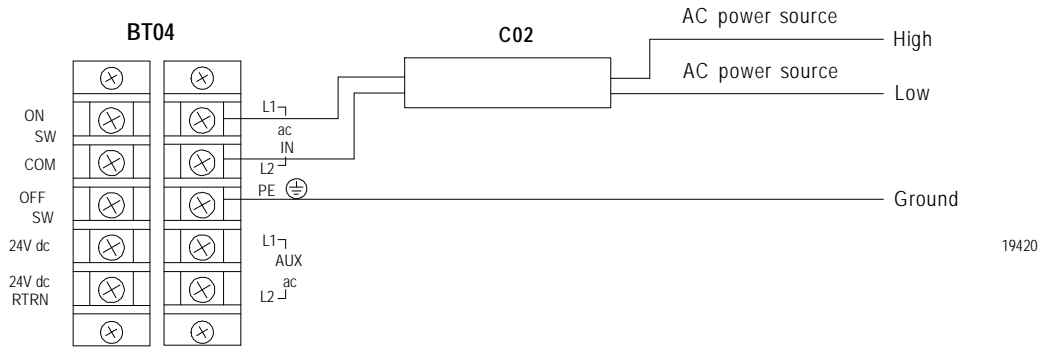 AC power source
BT04
C02
High
AC power source
Low
ON
SW
COM
OFF
SW
24V dc
24V dc
RTRN
L1
ac
IN
L2
PE
Ground
L1
AUX
ac
L2
19420